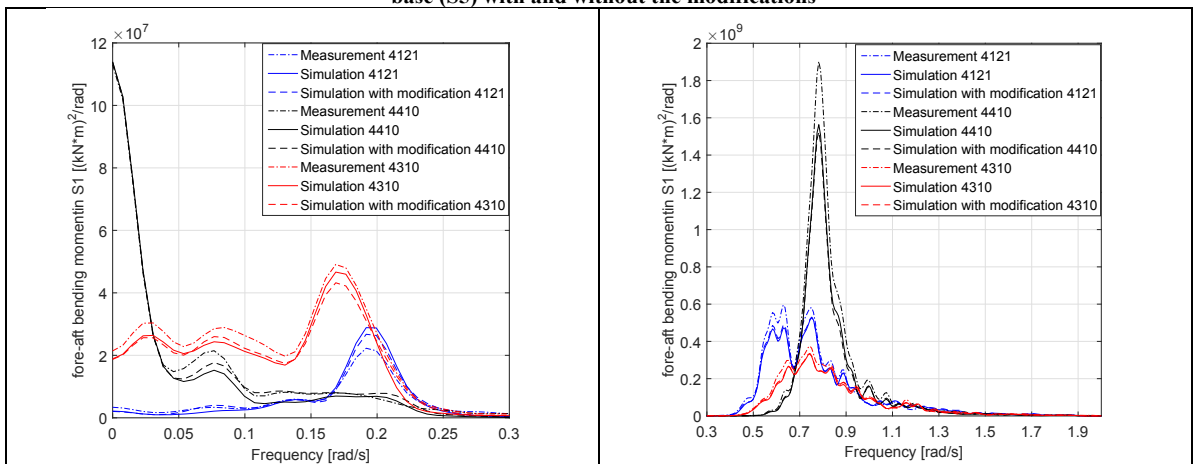 base (S5) with and without the modifications
×10⁷
12
10
8
6
4
2
0
0
0.05
0.1
0.15
0.2
0.25
0.3
Frequency [rad/s]
fore-aft bending momentin S1 [(kN*m)²/rad]
Measurement 4121
Simulation 4121
Simulation with modification 4121
Measurement 4410
Simulation 4410
Simulation with modification 4410
Measurement 4310
Simulation 4310
Simulation with modification 4310
×10⁹
2
1.8
1.6
1.4
1.2
1
0.8
0.6
0.4
0.2
0
0.3
0.5
0.7
0.9
1.1
1.3
1.5
1.7
1.9
Frequency [rad/s]
fore-aft bending momentin S1 [(kN*m)²/rad]
Measurement 4121
Simulation 4121
Simulation with modification 4121
Measurement 4410
Simulation 4410
Simulation with modification 4410
Measurement 4310
Simulation 4310
Simulation with modification 4310